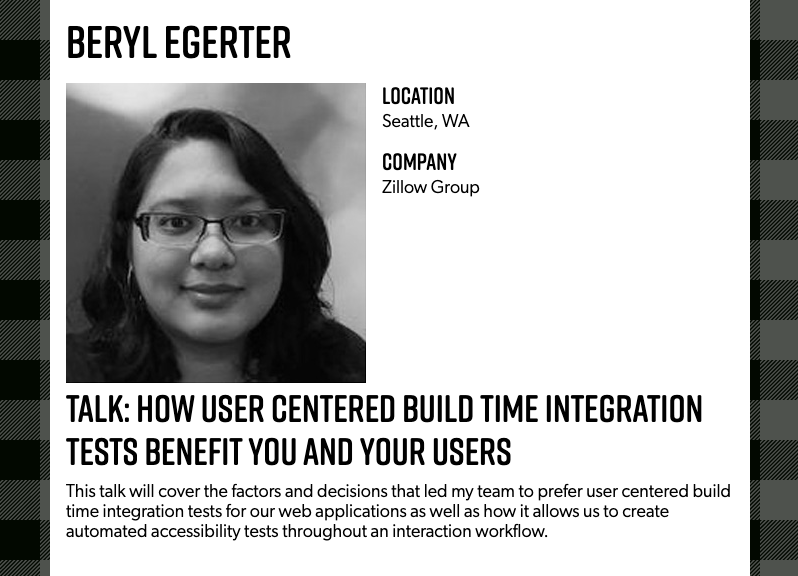 BERYL EGERTER
LOCATION
Seattle, WA
COMPANY
Zillow Group
TALK: HOW USER CENTERED BUILD TIME INTEGRATION
TESTS BENEFIT YOU AND YOUR USERS
This talk will cover the factors and decisions that led my team to prefer user centered build
time integration tests for our web applications as well as how it allows us to create
automated accessibility tests throughout an interaction workflow.